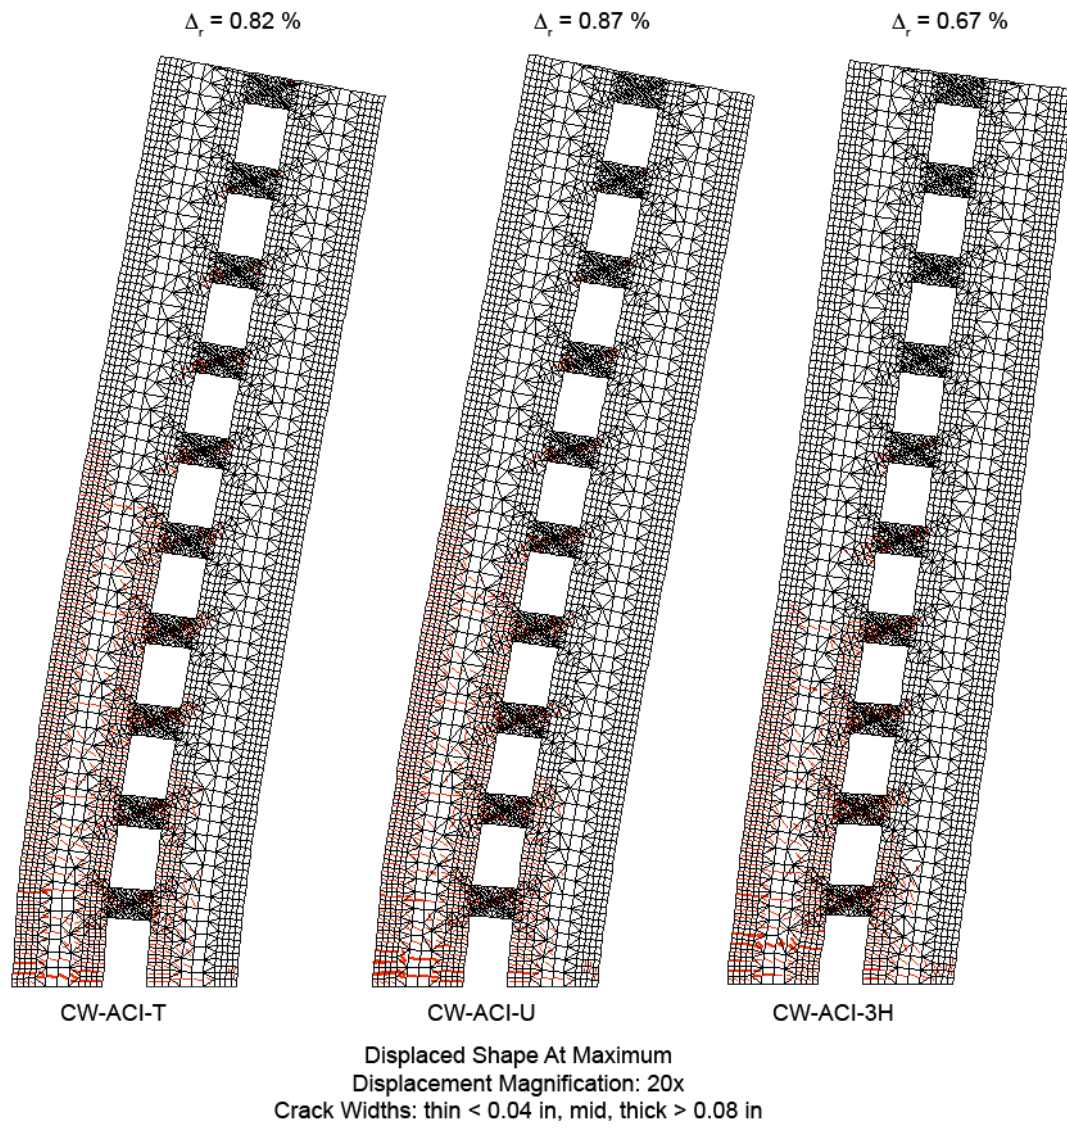 Δr = 0.82 %
Δr = 0.87 %
Δr = 0.67 %
CW-ACI-T
CW-ACI-U
CW-ACI-3H
Displaced Shape At Maximum
Displacement Magnification: 20x
Crack Widths: thin < 0.04 in, mid, thick > 0.08 in